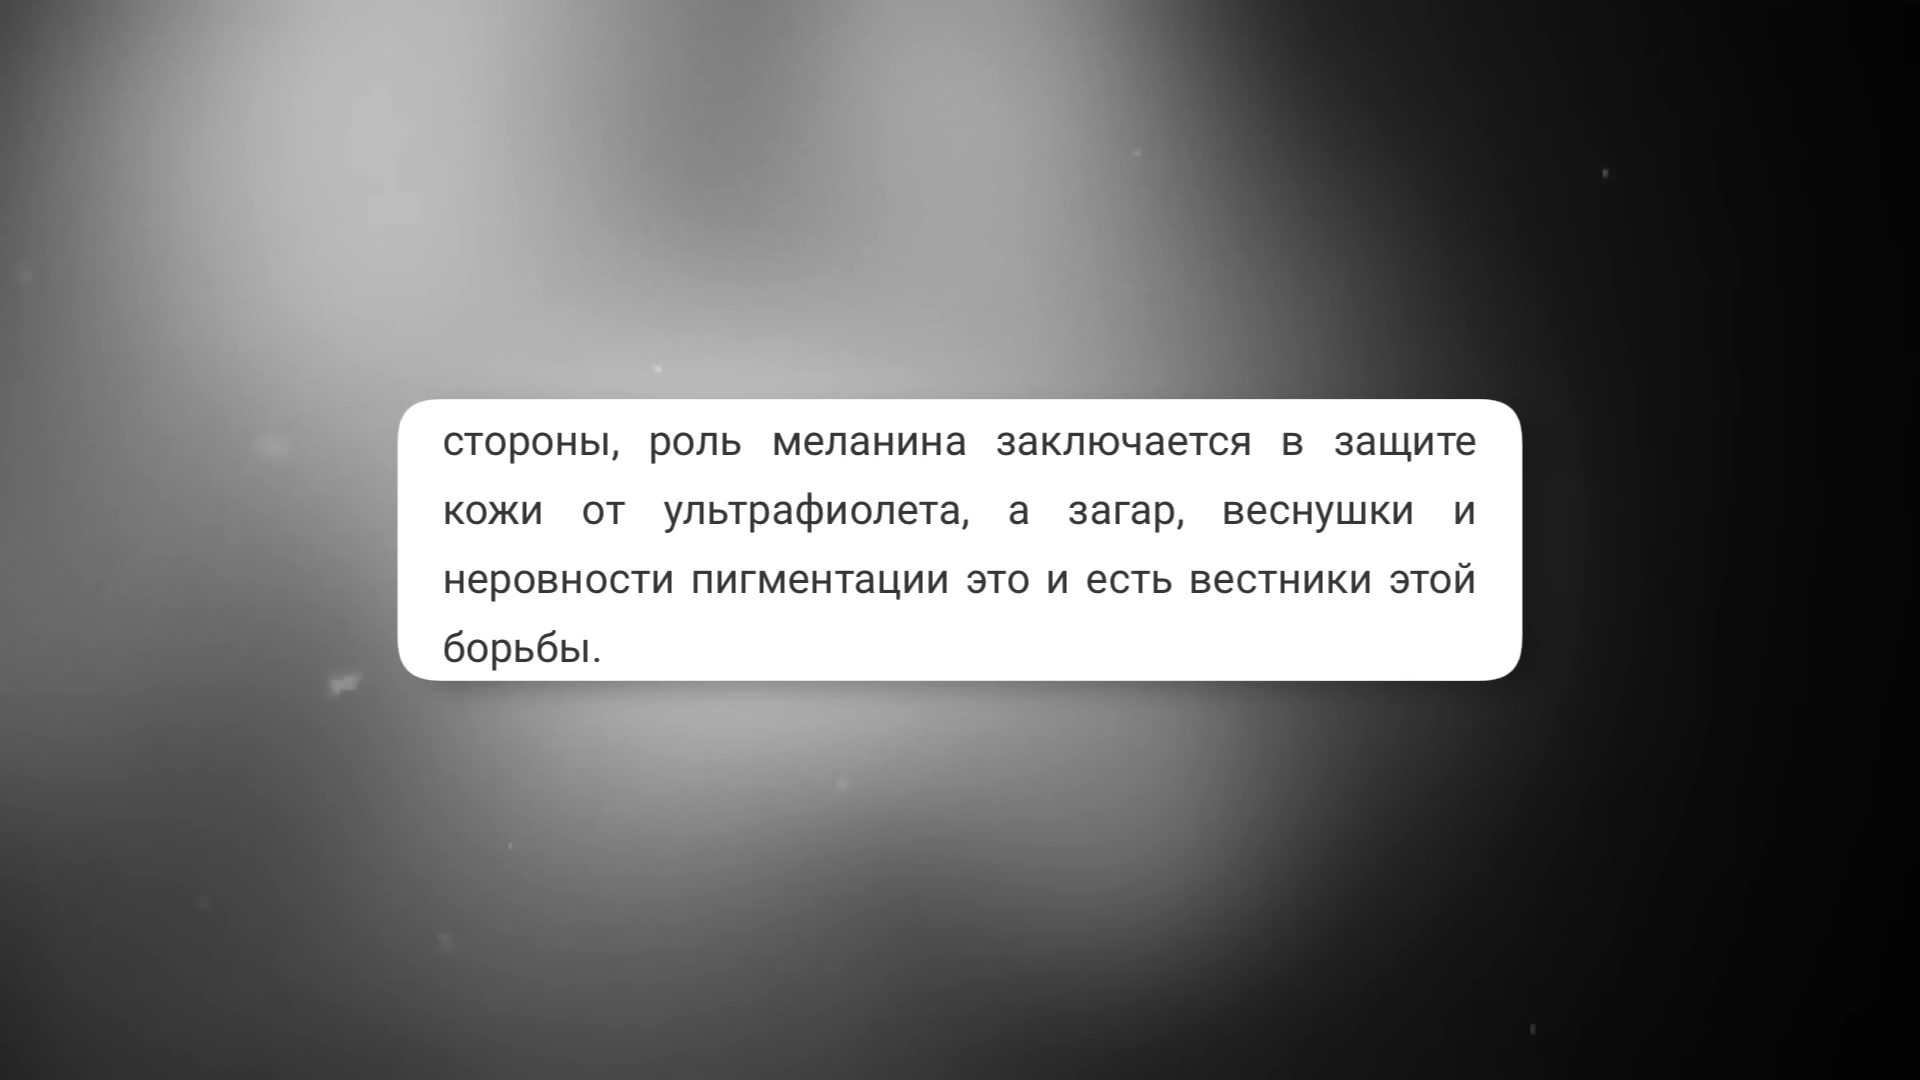 стороны, роль меланина заключается в защите
кожи от ультрафиолета, а загар, веснушки и
неровности пигментации это и есть вестники этой
борьбы.